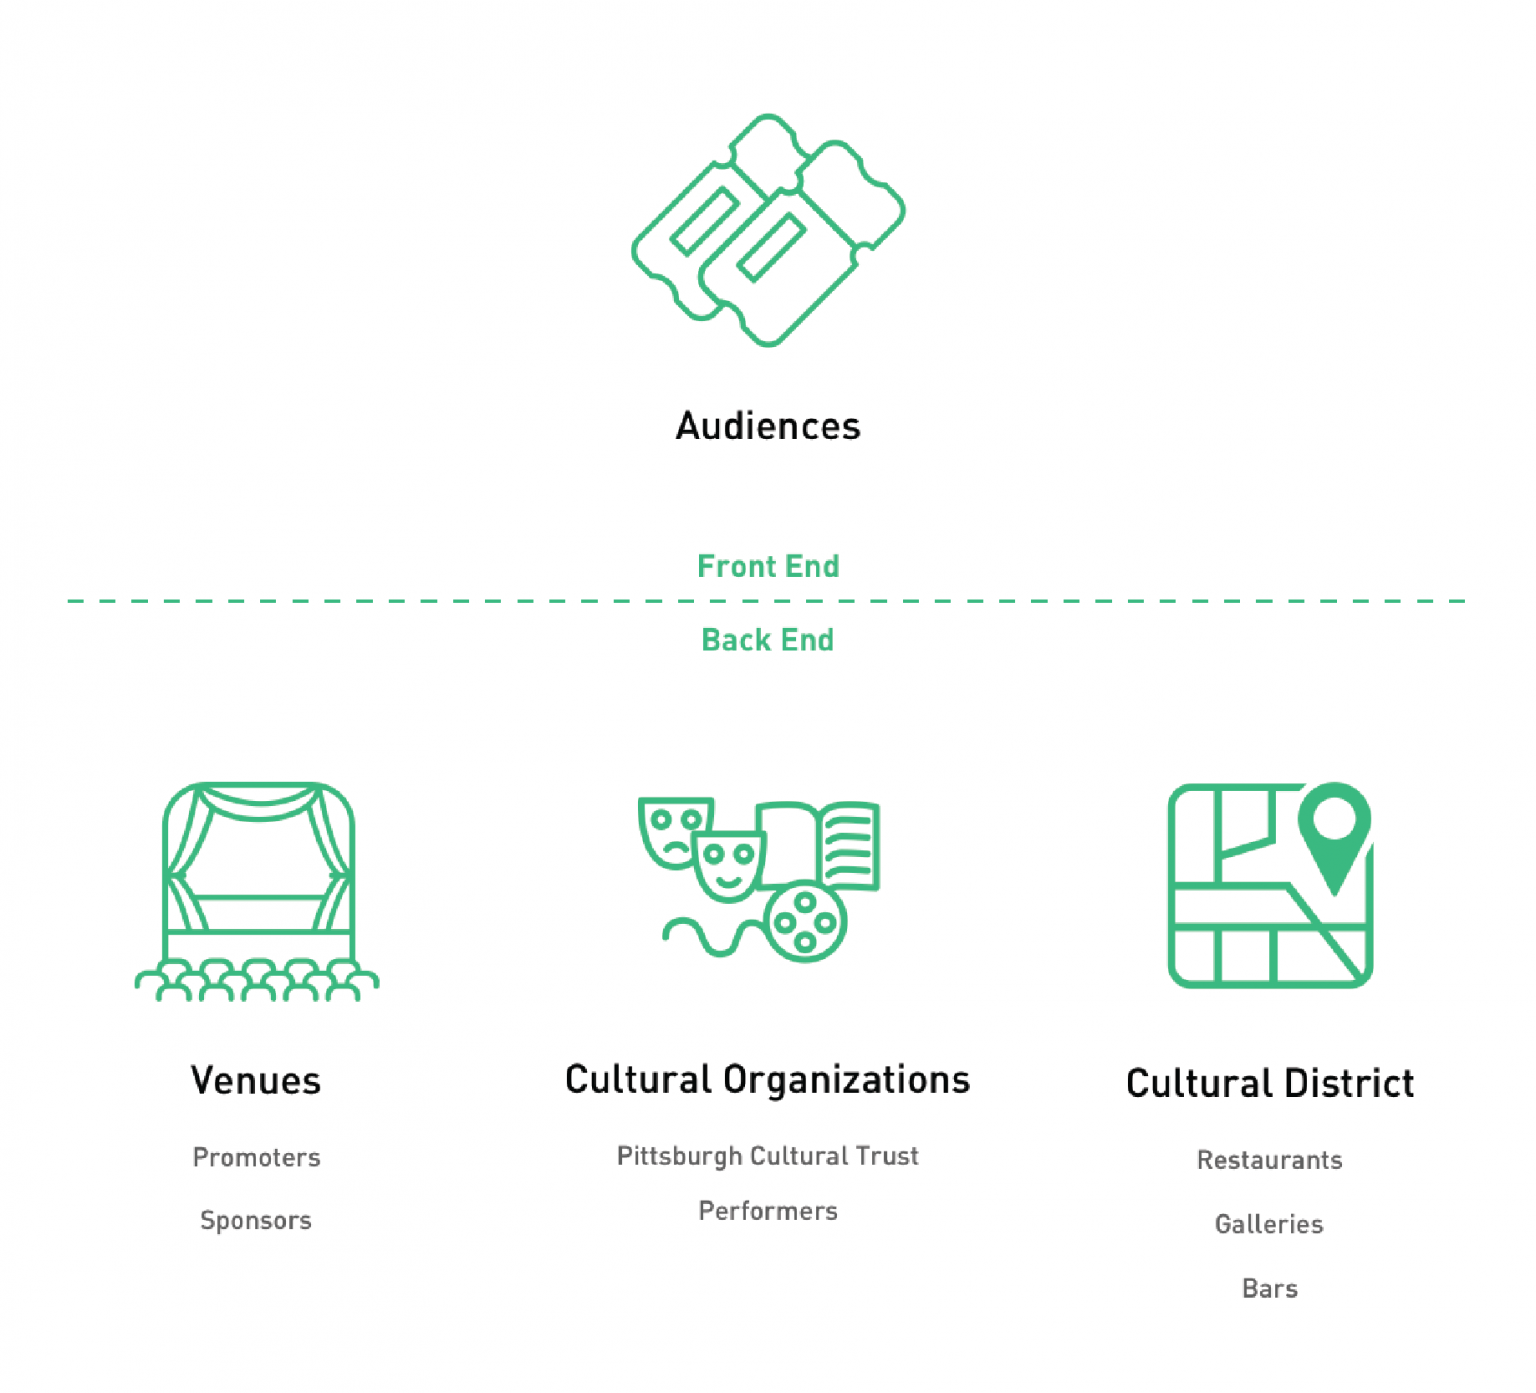 Audiences
Front End
Back End
Venues
Promoters
Sponsors
Cultural Organizations
Pittsburgh Cultural Trust
Performers
Cultural District
Restaurants
Galleries
Bars